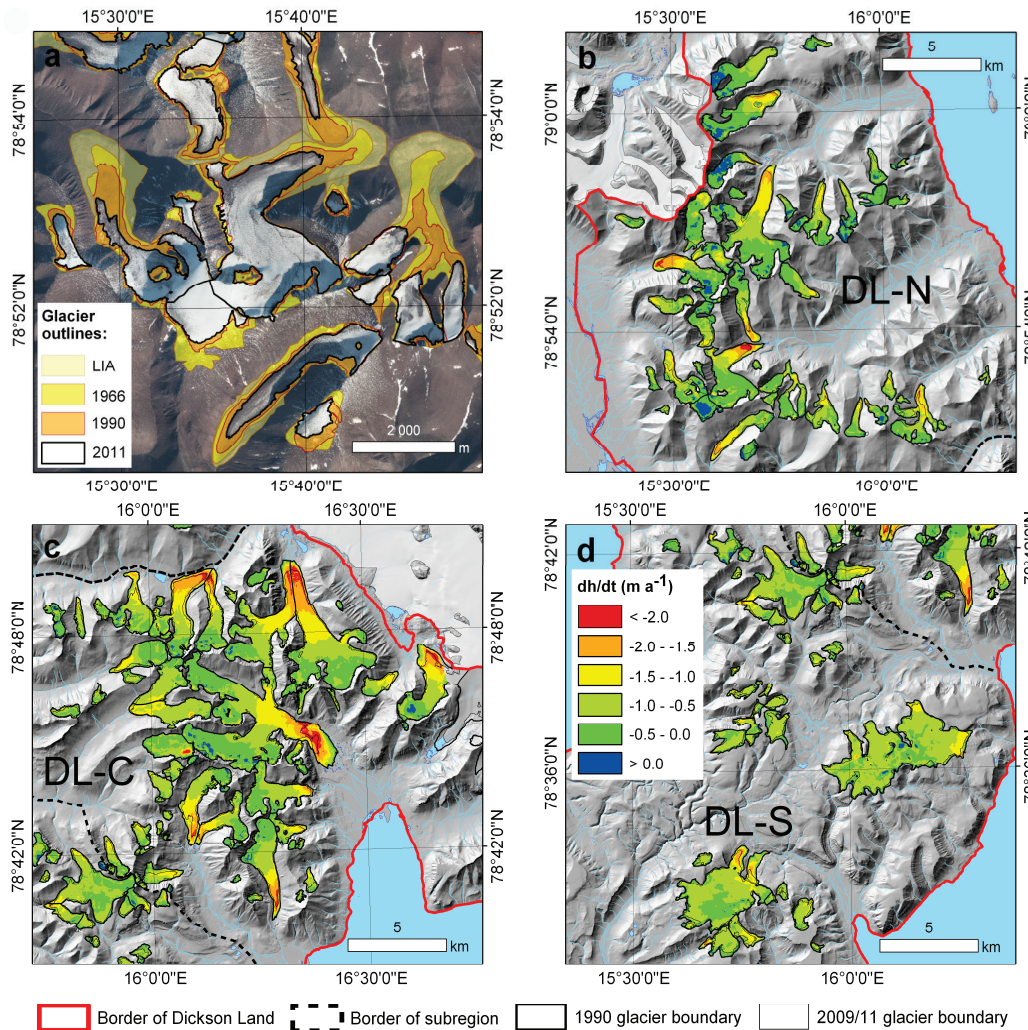 15°30'0"E 15°40'0"E
a
78°54'0"N
78°54'0"N
78°52'0"N
78°52'0"N
Glacier
outlines:
LIA
1966
1990
2011
2 000
m
15°30'0"E 15°40'0"E
15°30'0"E 16°0'0"E
b
5
km
79°0'0"N
DL-N
78°54'0"N
15°30'0"E 16°0'0"E
16°0'0"E 16°30'0"E
c
78°48'0"N
78°48'0"N
DL-C
78°42'0"N
78°42'0"N
5
km
16°0'0"E 16°30'0"E
15°30'0"E 16°0'0"E
d
78°42'0"N
dh/dt (m a⁻¹)
< -2.0
-2.0 - -1.5
-1.5 - -1.0
-1.0 - -0.5
-0.5 - 0.0
> 0.0
78°36'0"N
DL-S
5
km
15°30'0"E 16°0'0"E
Border of Dickson Land Border of subregion 1990 glacier boundary 2009/11 glacier boundary